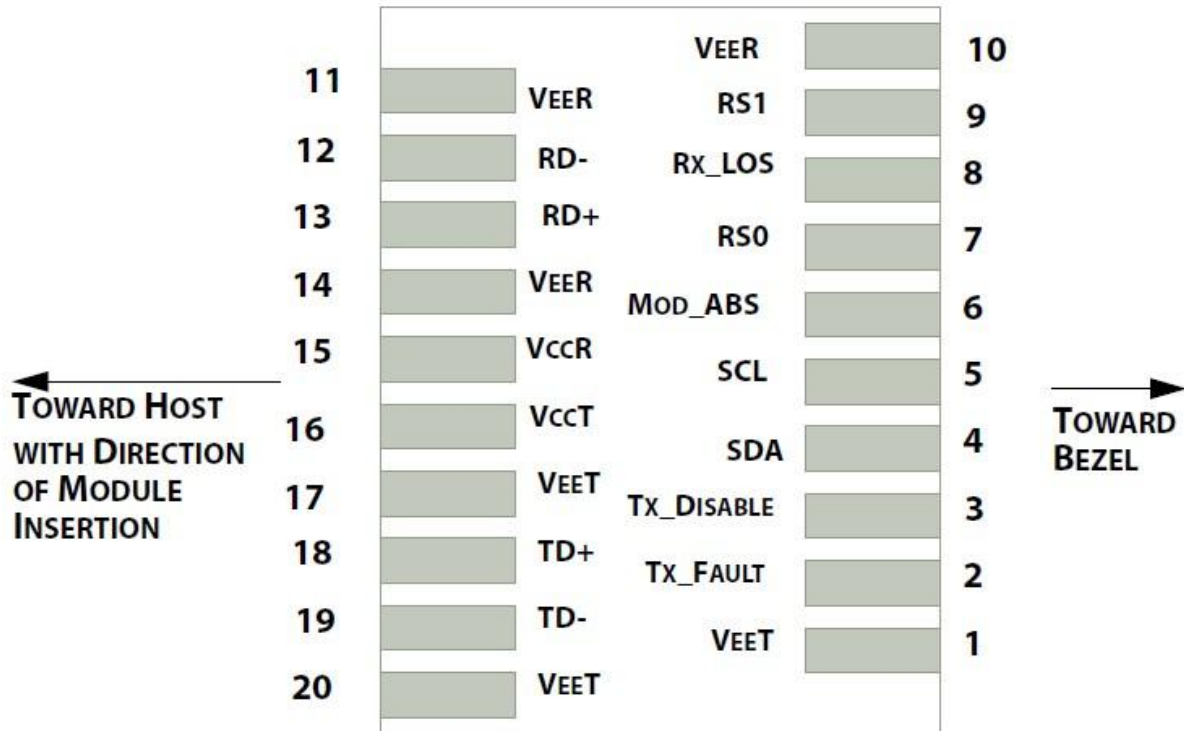 11 VEER
12 RD-
13 RD+
14 VEER
15 VCCR
16 VCCT
17 VEET
18 TD+
19 TD-
20 VEET
VEER 10
RS1 9
RX_LOS 8
RS0 7
MOD_ABS 6
SCL 5
SDA 4
TX_DISABLE 3
TX_FAULT 2
VEET 1
TOWARD HOST
WITH DIRECTION
OF MODULE
INSERTION
TOWARD
BEZEL